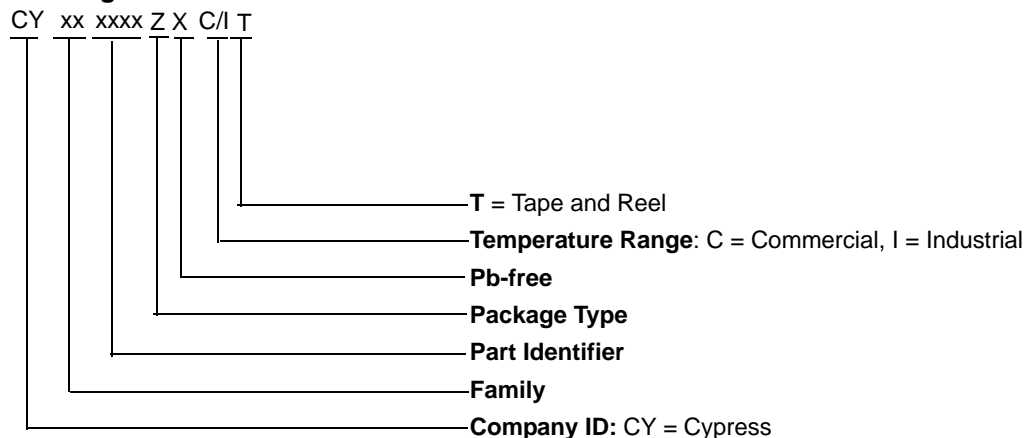 CY xx xxxx Z X C/I T
T = Tape and Reel
Temperature Range: C = Commercial, I = Industrial
Pb-free
Package Type
Part Identifier
Family
Company ID: CY = Cypress